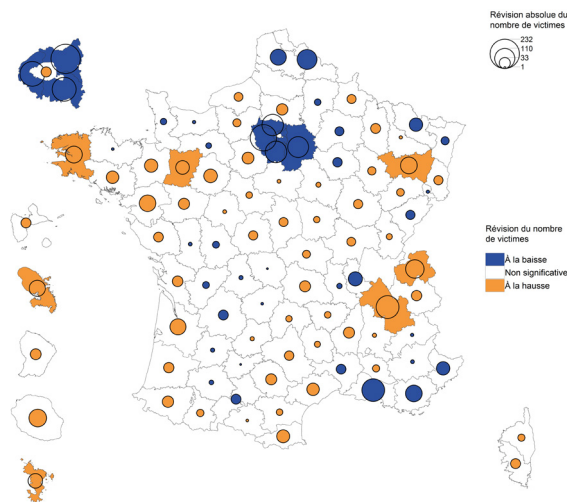 Révision absolue du
nombre de victimes
232
110
33
1
Révision du nombre
de victimes
À la baisse
Non significative
À la hausse